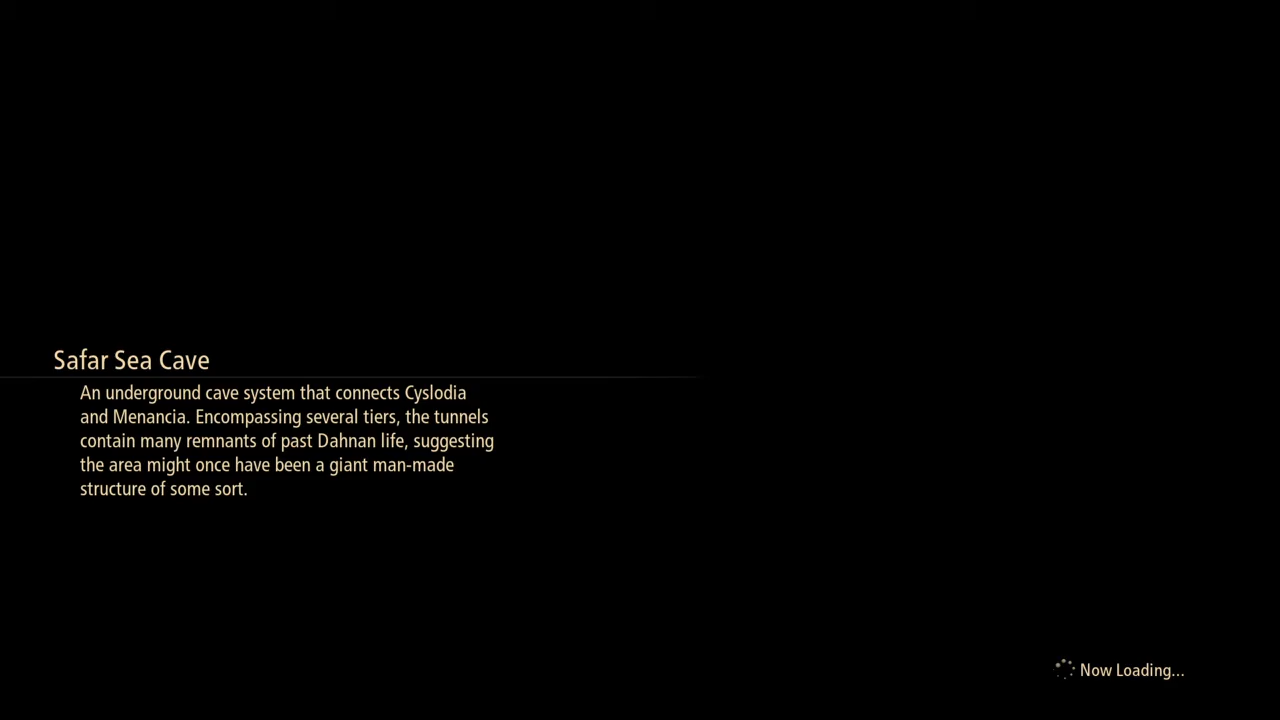 Safar Sea Cave
An underground cave system that connects Cyslodia
and Menancia. Encompassing several tiers, the tunnels
contain many remnants of past Dahnan life, suggesting
the area might once have been a giant man-made
structure of some sort.
Now Loading...